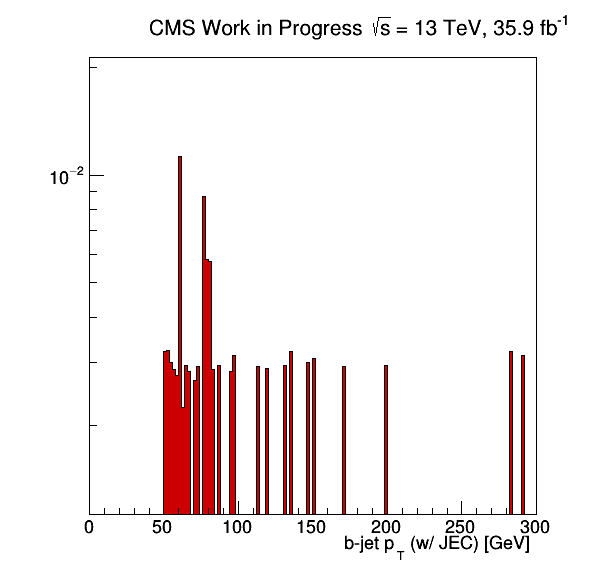 CMS Work in Progress √s = 13 TeV, 35.9 fb⁻¹
10⁻²
0 50 100 150 200 250 300
b-jet p_T (w/ JEC) [GeV]